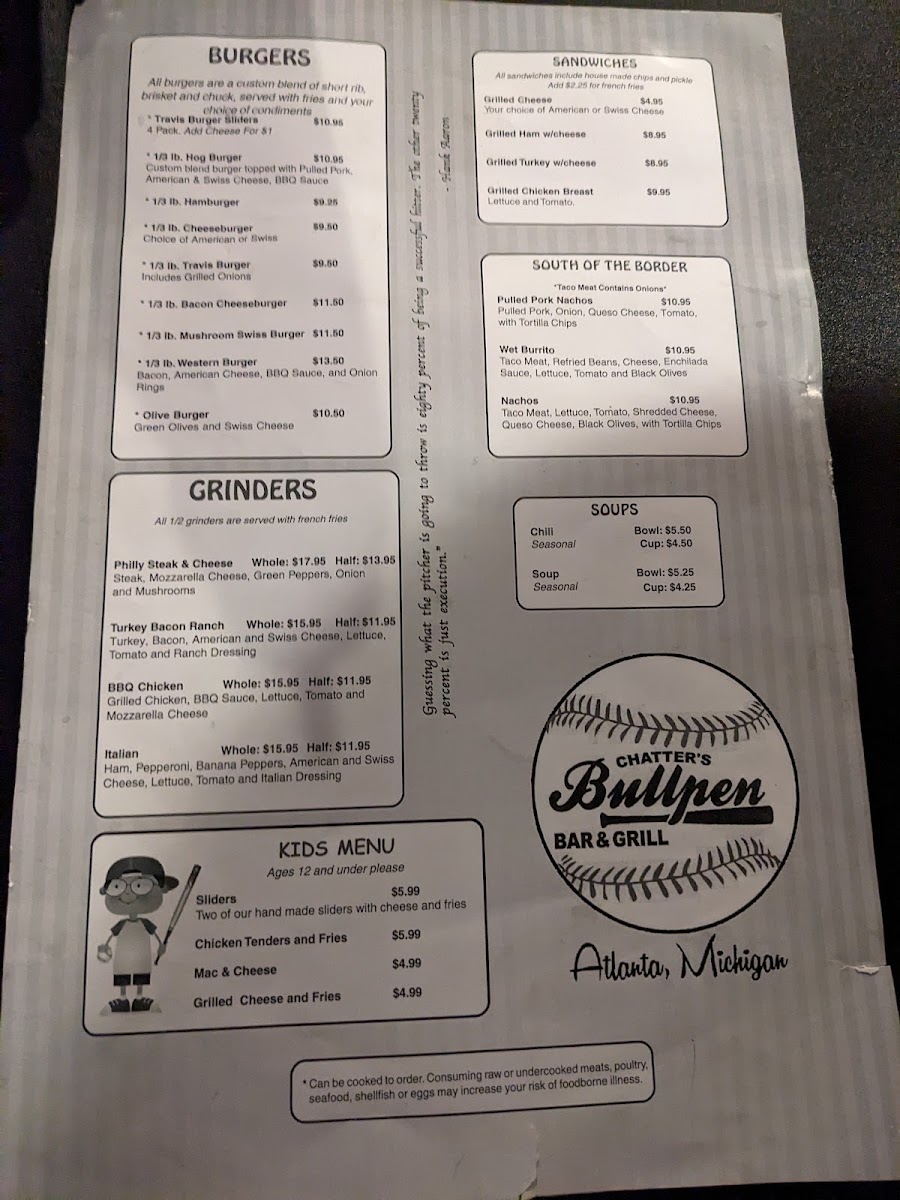 BURGERS
All burgers are a custom blend of short rib,
brisket and chuck, served with fries and your
choice of condiments
* Travis Burger Sliders $10.95
4 Pack. Add Cheese For $1
* 1/3 lb. Hog Burger $10.95
Custom blend burger topped with Pulled Pork,
American & Swiss Cheese, BBQ Sauce
* 1/3 lb. Hamburger $9.25
* 1/3 lb. Cheeseburger $9.50
Choice of American or Swiss
* 1/3 lb. Travis Burger $9.50
Includes Grilled Onions
* 1/3 lb. Bacon Cheeseburger $11.50
* 1/3 lb. Mushroom Swiss Burger $11.50
* 1/3 lb. Western Burger $13.50
Bacon, American Cheese, BBQ Sauce, and Onion
Rings
* Olive Burger $10.50
Green Olives and Swiss Cheese
GRINDERS
All 1/2 grinders are served with french fries
Philly Steak & Cheese Whole: $17.95 Half: $13.95
Steak, Mozzarella Cheese, Green Peppers, Onion
and Mushrooms
Turkey Bacon Ranch Whole: $15.95 Half: $11.95
Turkey, Bacon, American and Swiss Cheese, Lettuce,
Tomato and Ranch Dressing
BBQ Chicken Whole: $15.95 Half: $11.95
Grilled Chicken, BBQ Sauce, Lettuce, Tomato and
Mozzarella Cheese
Italian Whole: $15.95 Half: $11.95
Ham, Pepperoni, Banana Peppers, American and Swiss
Cheese, Lettuce, Tomato and Italian Dressing
KIDS MENU
Ages 12 and under please
Sliders $5.99
Two of our hand made sliders with cheese and fries
Chicken Tenders and Fries $5.99
Mac & Cheese $4.99
Grilled Cheese and Fries $4.99
Guessing what the pitcher is going to throw is eighty percent of being a successful hitter. The other twenty
percent is just execution." - Hank Aaron
SANDWICHES
All sandwiches include house made chips and pickle
Add $2.25 for french fries
Grilled Cheese $4.95
Your choice of American or Swiss Cheese
Grilled Ham w/cheese $8.95
Grilled Turkey w/cheese $8.95
Grilled Chicken Breast $9.95
Lettuce and Tomato.
SOUTH OF THE BORDER
*Taco Meat Contains Onions*
Pulled Pork Nachos $10.95
Pulled Pork, Onion, Queso Cheese, Tomato,
with Tortilla Chips
Wet Burrito $10.95
Taco Meat, Refried Beans, Cheese, Enchilada
Sauce, Lettuce, Tomato and Black Olives
Nachos $10.95
Taco Meat, Lettuce, Tomato, Shredded Cheese,
Queso Cheese, Black Olives, with Tortilla Chips
SOUPS
Chili Bowl: $5.50
Seasonal Cup: $4.50
Soup Bowl: $5.25
Seasonal Cup: $4.25
CHATTER'S
Bullpen
BAR & GRILL
Atlanta, Michigan
* Can be cooked to order. Consuming raw or undercooked meats, poultry,
seafood, shellfish or eggs may increase your risk of foodborne illness.